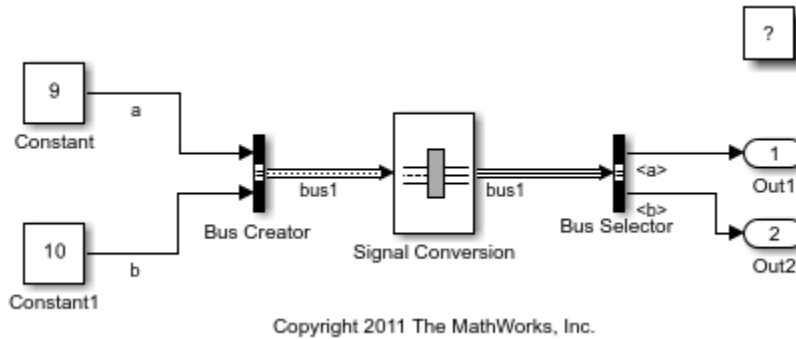 ?
9
a
Constant
bus1
bus1
<a>
1
Out1
Bus Creator
Signal Conversion
Bus Selector
<b>
2
Out2
10
b
Constant1
Copyright 2011 The MathWorks, Inc.